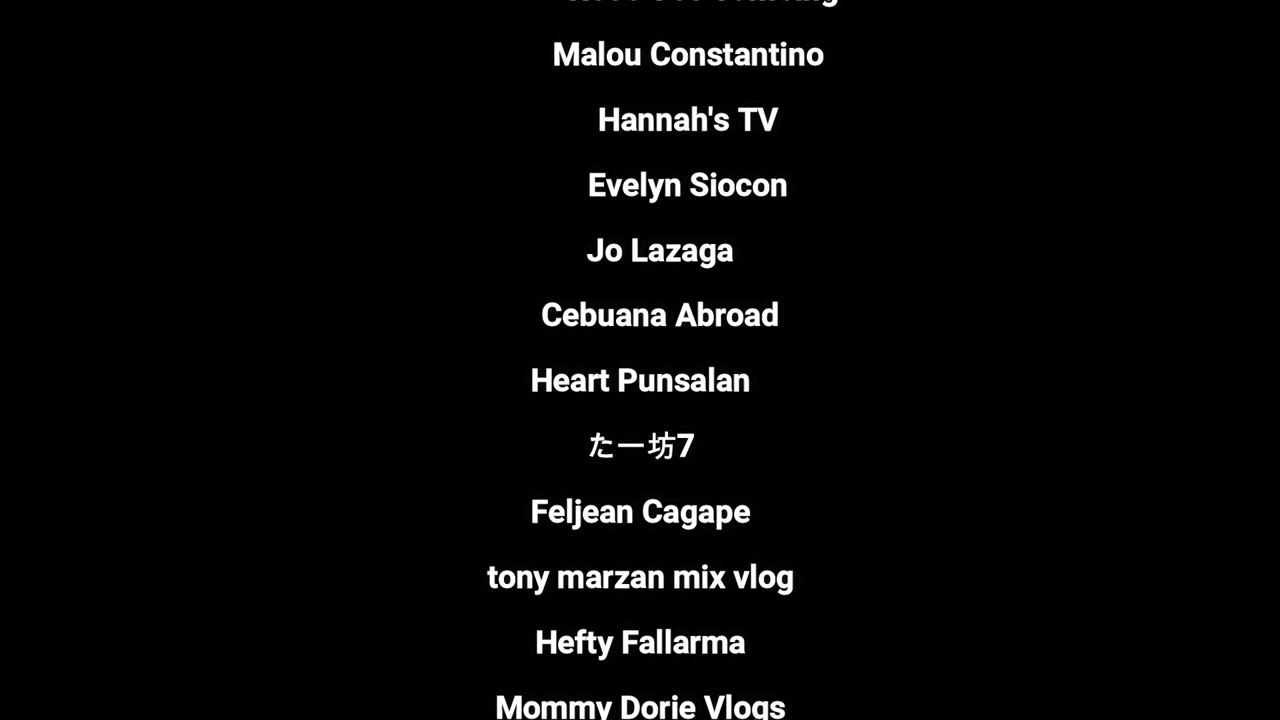 Malou Constantino
Hannah's TV
Evelyn Siocon
Jo Lazaga
Cebuana Abroad
Heart Punsalan
た一坊7
Feljean Cagape
tony marzan mix vlog
Hefty Fallarma
Mommy Dorie Vlogs